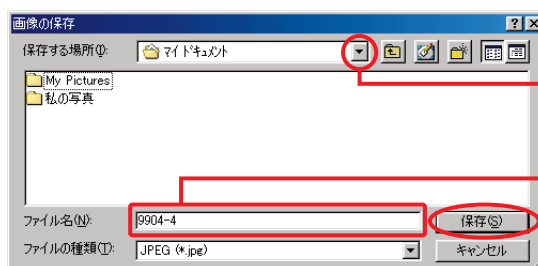 画像の保存
保存する場所(I):
マイ ドキュメント
My Pictures
私の写真
ファイル名(N):
9904-4
保存(S)
ファイルの種類(T):
JPEG (*.jpg)
キャンセル